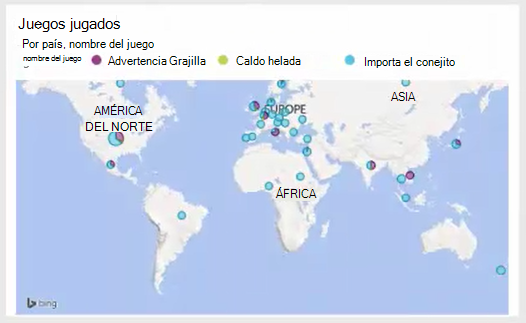 Juegos jugados
Por país, nombre del juego
nombre del juego Advertencia Grajilla Caldo helada Importa el conejito
AMÉRICA
DEL NORTE
EUROPE
ASIA
ÁFRICA
bing